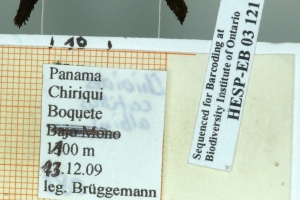 Panama
Chiriqui
Boquete
Bajo Mono
1100 m
13.12.09
leg. Brüggemann
Sequenced for Barcoding at
Biodiversity Institute of Ontario
HESP-EB 03 121